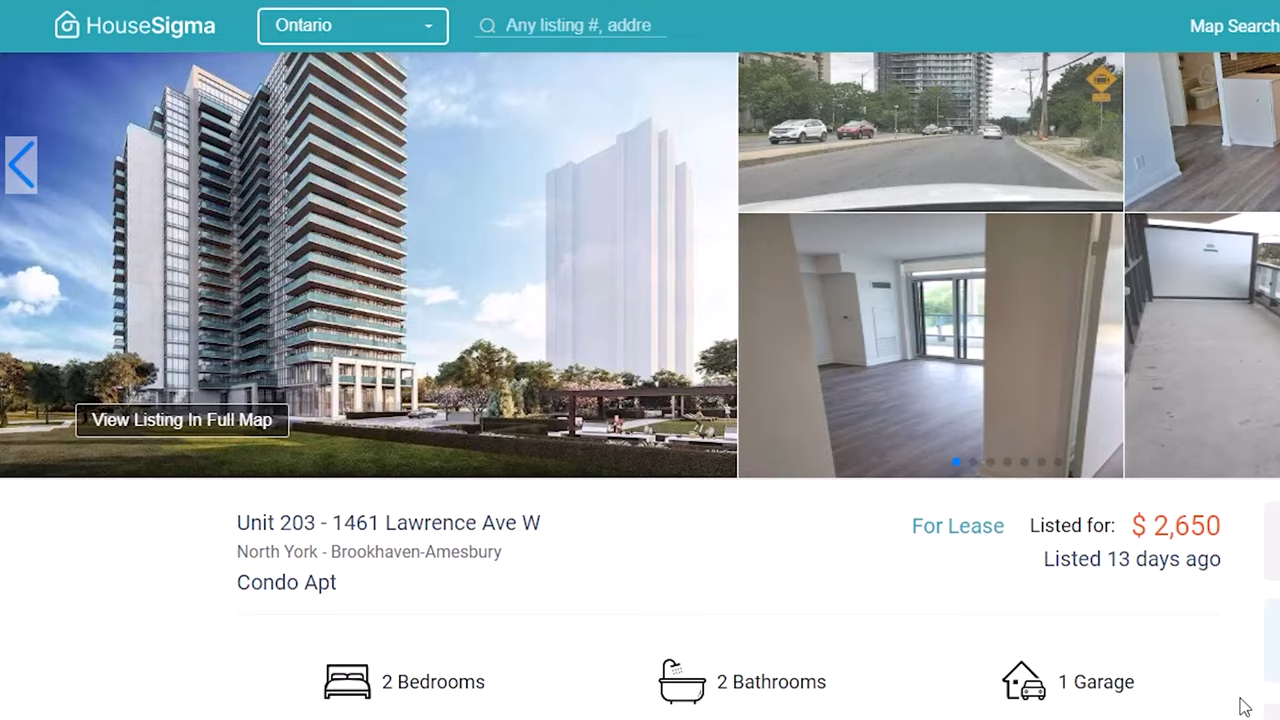 HouseSigma
Ontario
Any listing #, addre
Map Search
View Listing In Full Map
Unit 203 - 1461 Lawrence Ave W
North York - Brookhaven-Amesbury
Condo Apt
For Lease Listed for: $ 2,650
Listed 13 days ago
2 Bedrooms
2 Bathrooms
1 Garage